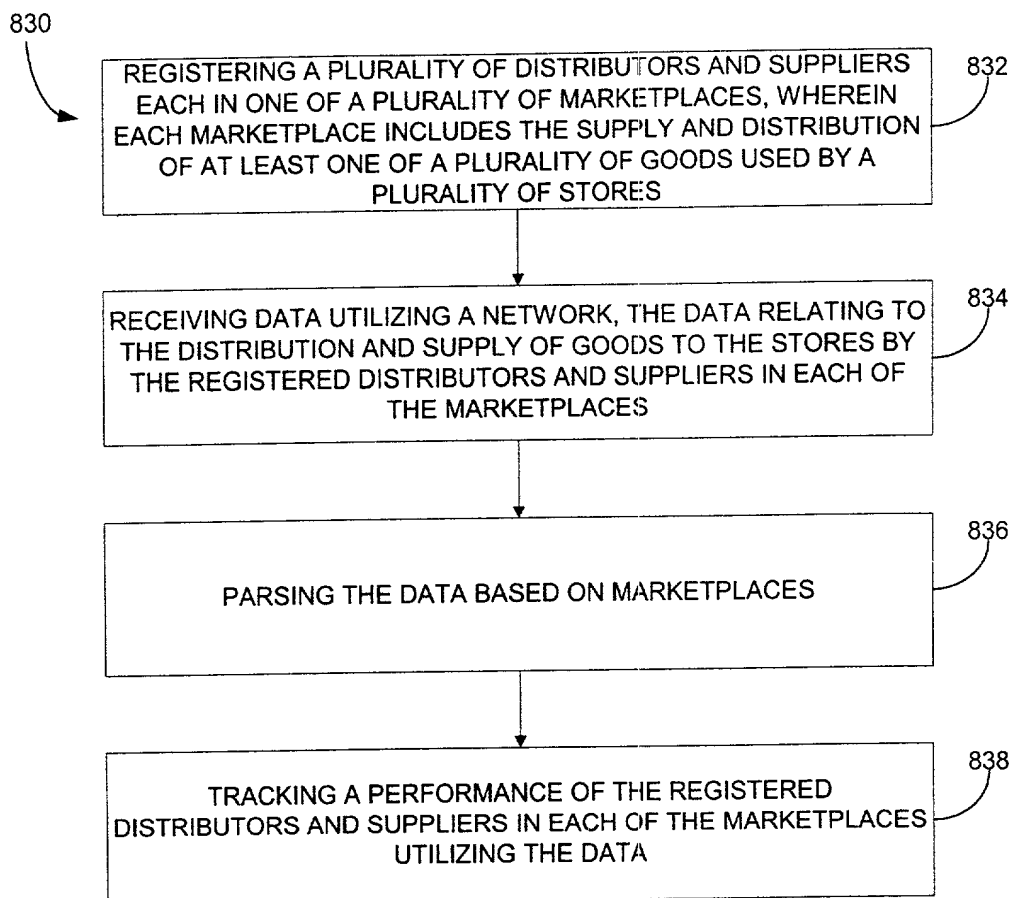 830
REGISTERING A PLURALITY OF DISTRIBUTORS AND SUPPLIERS
EACH IN ONE OF A PLURALITY OF MARKETPLACES, WHEREIN
EACH MARKETPLACE INCLUDES THE SUPPLY AND DISTRIBUTION
OF AT LEAST ONE OF A PLURALITY OF GOODS USED BY A
PLURALITY OF STORES
832
RECEIVING DATA UTILIZING A NETWORK, THE DATA RELATING TO
THE DISTRIBUTION AND SUPPLY OF GOODS TO THE STORES BY
THE REGISTERED DISTRIBUTORS AND SUPPLIERS IN EACH OF
THE MARKETPLACES
834
PARSING THE DATA BASED ON MARKETPLACES
836
TRACKING A PERFORMANCE OF THE REGISTERED
DISTRIBUTORS AND SUPPLIERS IN EACH OF THE MARKETPLACES
UTILIZING THE DATA
838